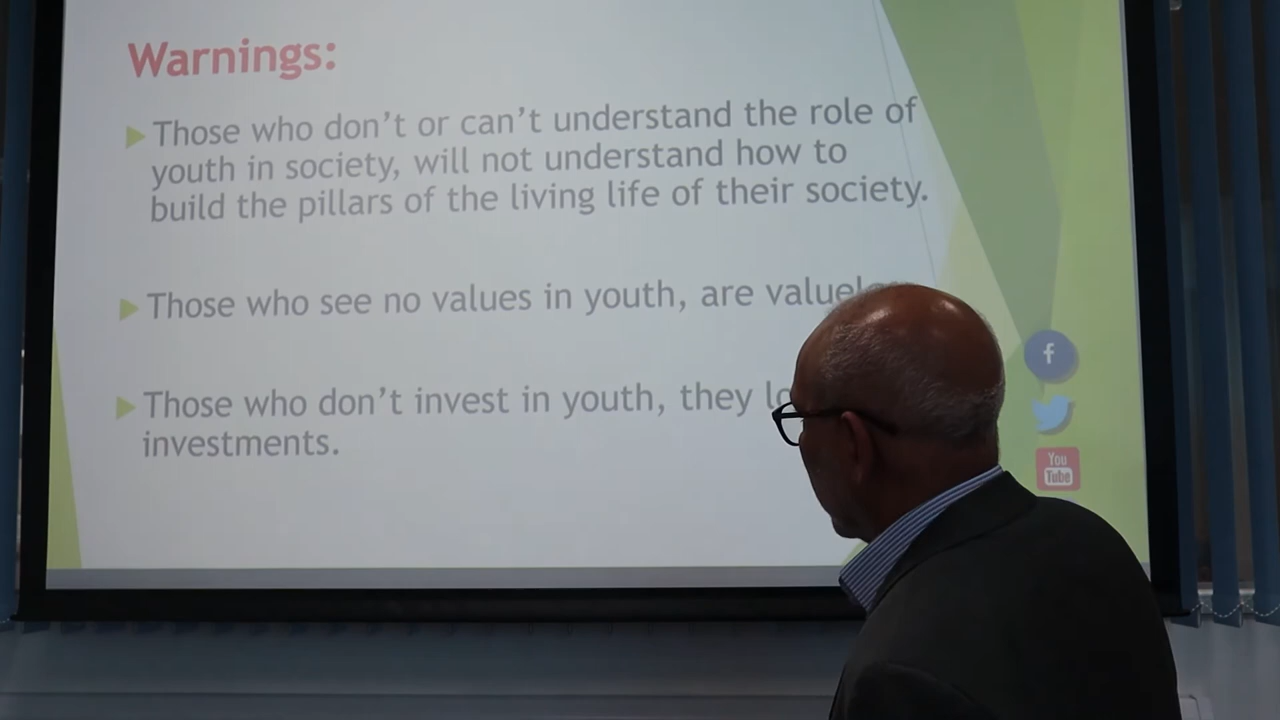 Warnings:
Those who don't or can't understand the role of
youth in society, will not understand how to
build the pillars of the living life of their society.
Those who see no values in youth, are
Those who don't invest in youth, they
investments.
f
You
Tube